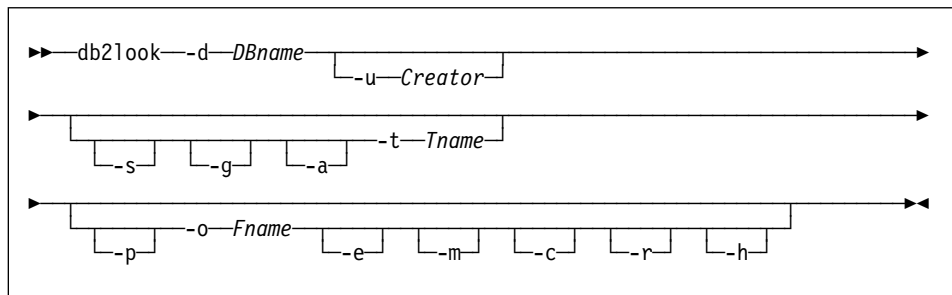 db2look -d DBname
-u Creator
-t Tname
-s -g -a
-o Fname
-p -e -m -c -r -h